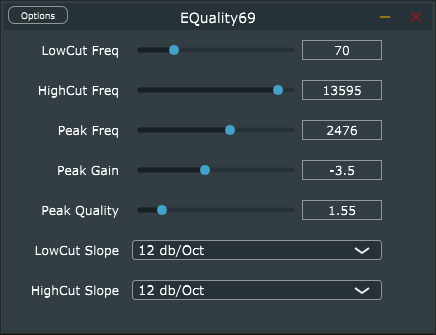 Options EQuality69
LowCut Freq 70
HighCut Freq 13595
Peak Freq 2476
Peak Gain -3.5
Peak Quality 1.55
LowCut Slope 12 db/Oct
HighCut Slope 12 db/Oct